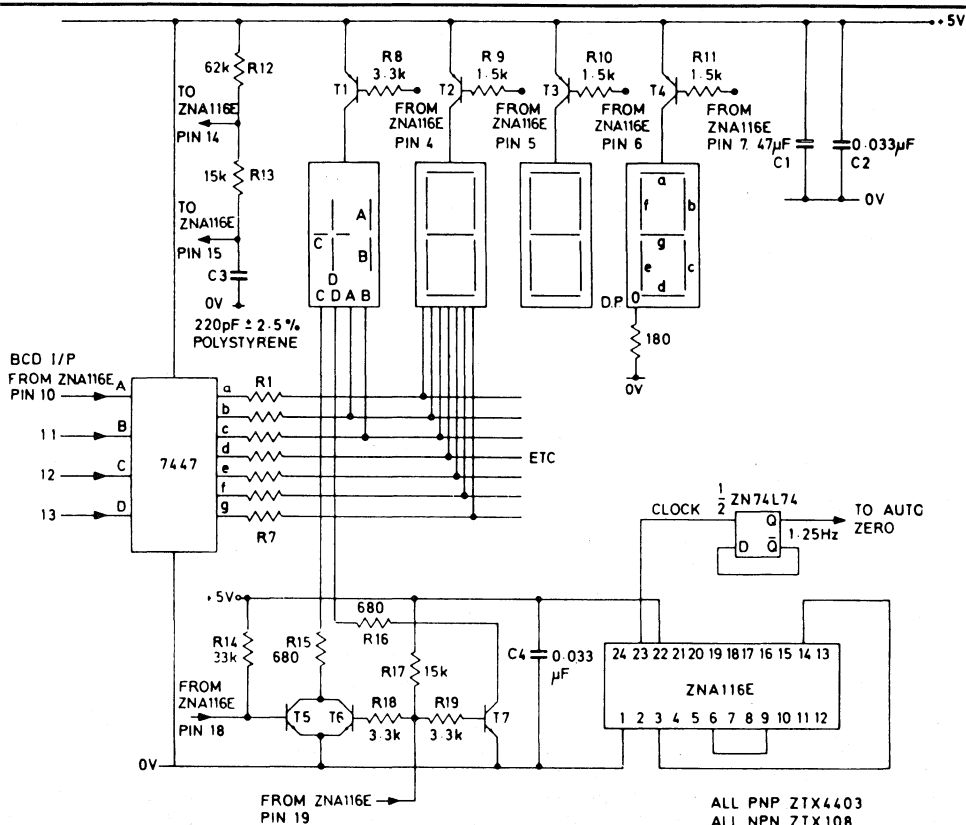 +5V
R12
62k
TO
ZNA116E
PIN 14
15k
R13
TO
ZNA116E
PIN 15
C3
0V
220pF ± 2.5%
POLYSTYRENE
T1
R8
3.3k
FROM
ZNA116E
PIN 4
T2
R9
1.5k
FROM
ZNA116E
PIN 5
T3
R10
1.5k
FROM
ZNA116E
PIN 6
T4
R11
1.5k
FROM
ZNA116E
PIN 7
47µF
C1
0.033µF
C2
0V
A
C
B
D
C D A B
a
f
b
g
e
c
d
D.P
0
180
0V
BCD I/P
FROM ZNA116E
PIN 10
A
11
B
12
C
13
D
7447
a
b
c
d
e
f
g
R1
R7
ETC
CLOCK
1/2 ZN74L74
Q
D
Q̅
TO AUTO
ZERO
1.25Hz
+5V
R14
33k
R15
680
680
R16
R17
15k
C4
0.033
µF
FROM
ZNA116E
PIN 18
T5
T6
R18
3.3k
R19
3.3k
T7
0V
FROM ZNA116E
PIN 19
24 23 22 21 20 19 18 17 16 15 14 13
ZNA116E
1 2 3 4 5 6 7 8 9 10 11 12
ALL PNP ZTX4403
ALL NPN ZTX108